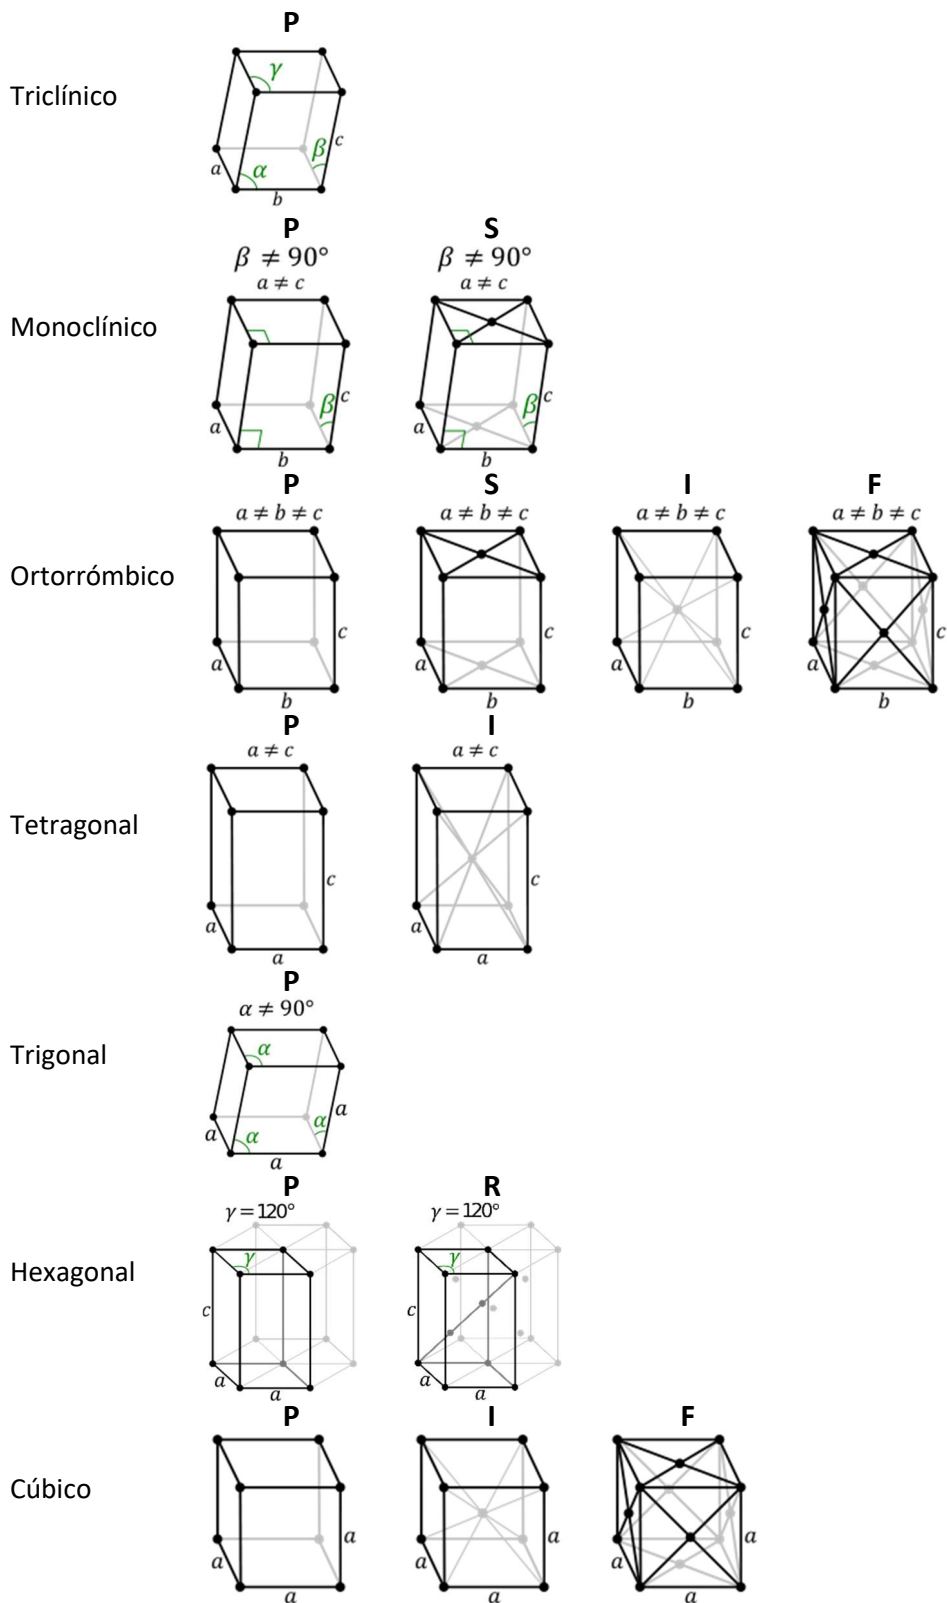 P
Triclínico
γ
c
β
a
α
b
P S
β ≠ 90° β ≠ 90°
a ≠ c a ≠ c
Monoclínico
c c
β β
a a
b b
P S I F
a ≠ b ≠ c a ≠ b ≠ c a ≠ b ≠ c a ≠ b ≠ c
Ortorrómbico
c c c c
a a a a
b b b b
P I
a ≠ c a ≠ c
Tetragonal
c c
a a
a a
P
α ≠ 90°
Trigonal
α
a
α
a α
a
P R
γ = 120° γ = 120°
γ γ
Hexagonal
c c
a a
a a
P I F
Cúbico
a a a
a a a
a a a